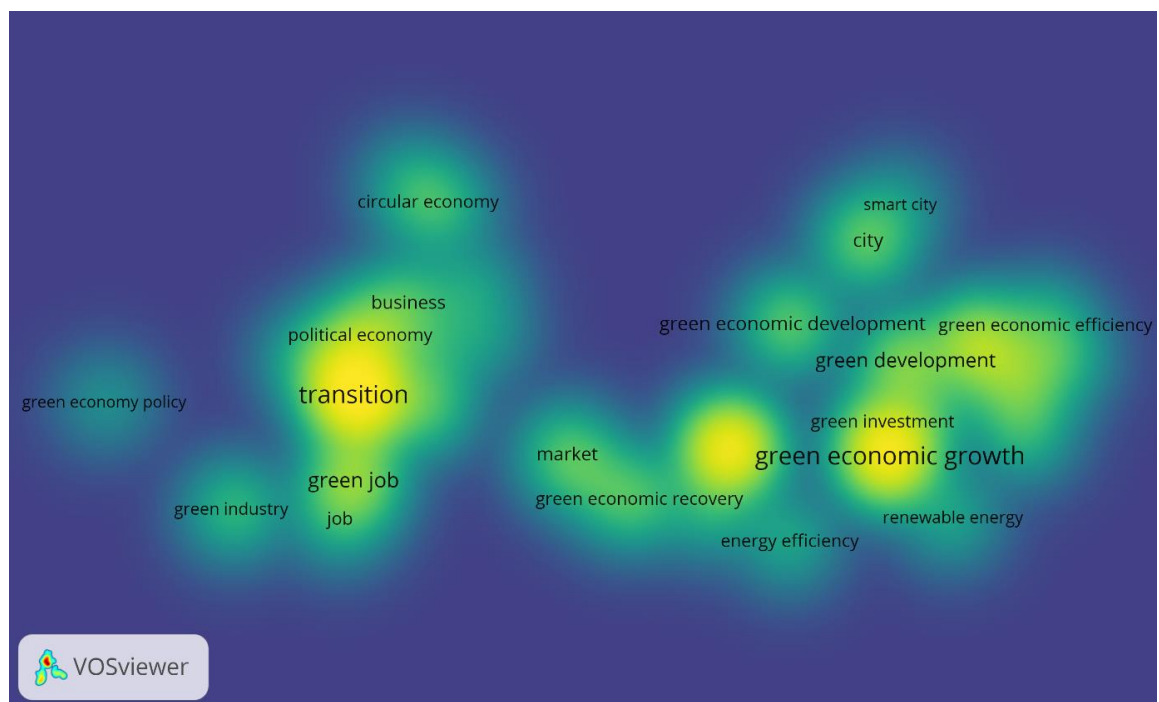 circular economy
smart city
city
business
political economy
green economic development
green economic efficiency
green development
transition
green economy policy
green investment
market
green economic growth
green job
green economic recovery
green industry
job
renewable energy
energy efficiency
VOSviewer